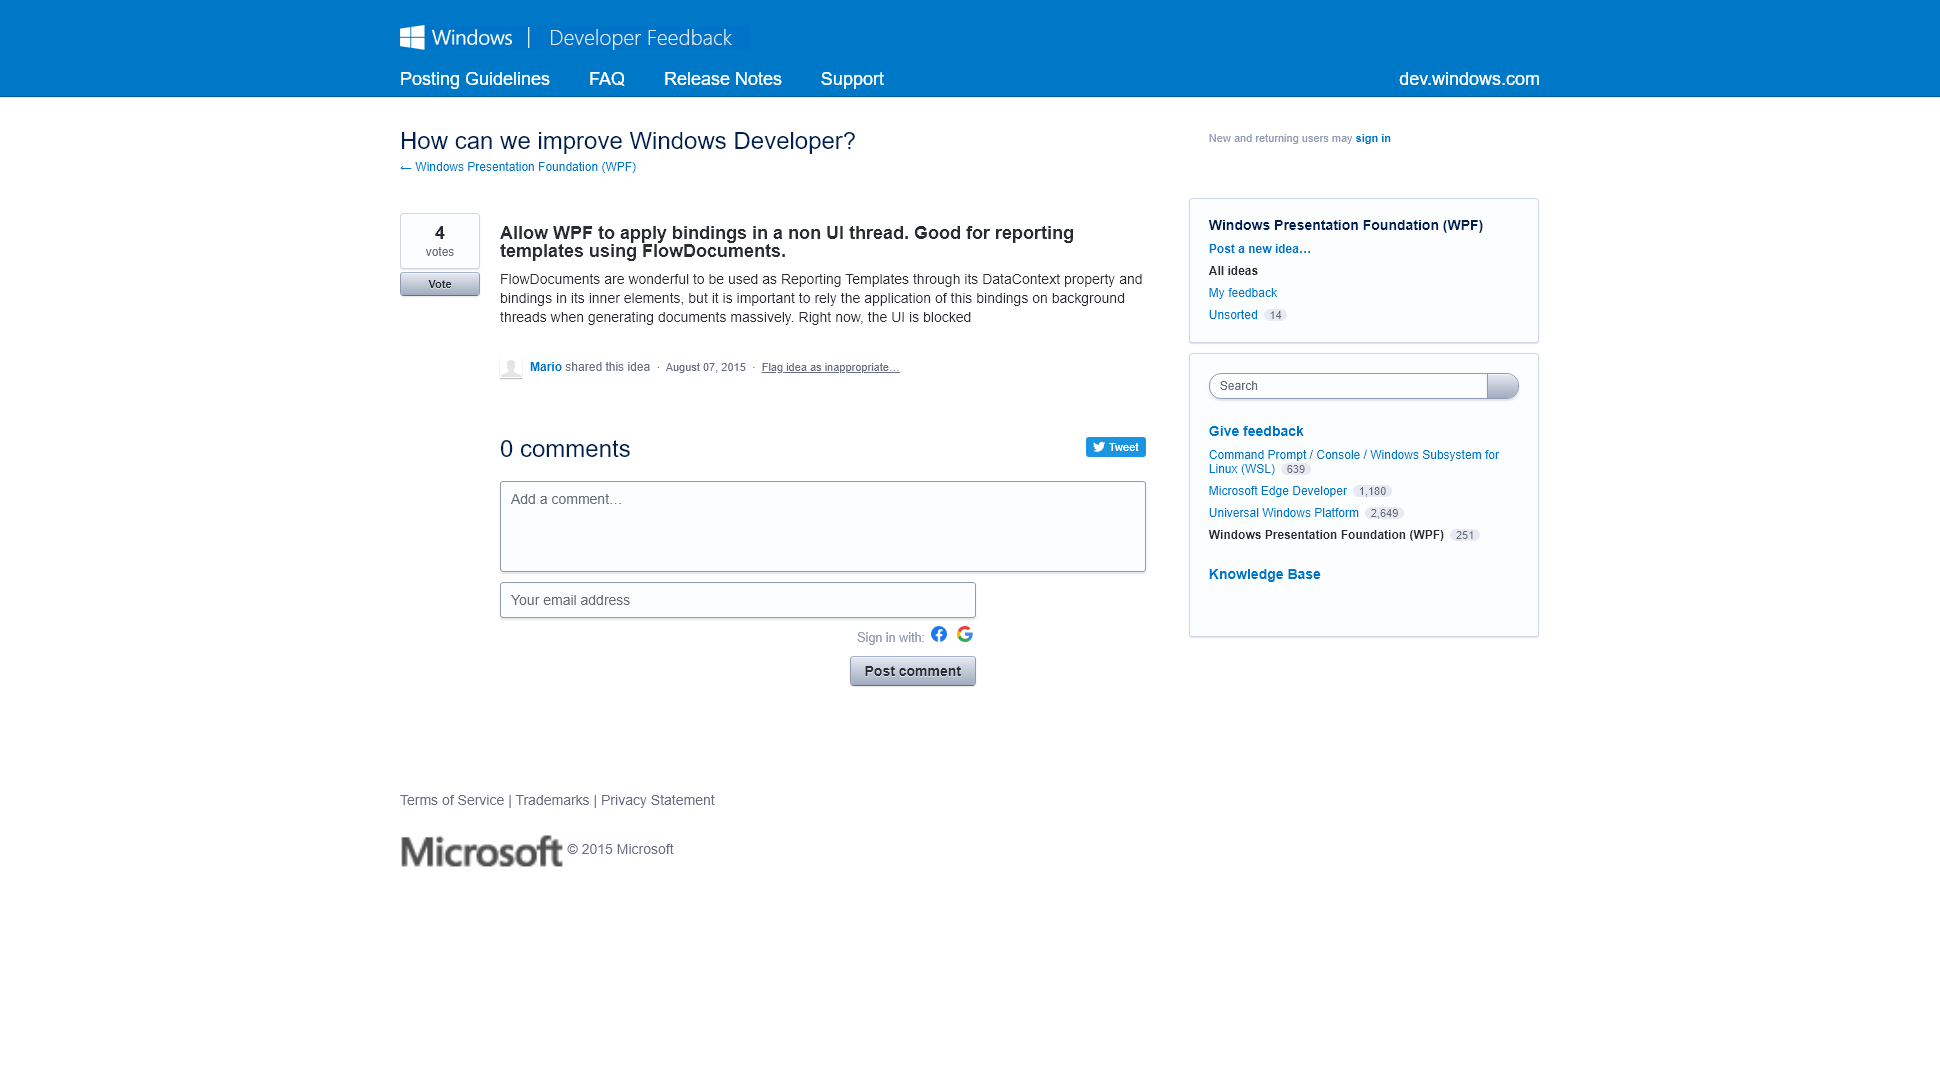 Windows | Developer Feedback
Posting Guidelines FAQ Release Notes Support dev.windows.com
How can we improve Windows Developer?
← Windows Presentation Foundation (WPF)
New and returning users may sign in
4
votes
Vote
Allow WPF to apply bindings in a non UI thread. Good for reporting
templates using FlowDocuments.
FlowDocuments are wonderful to be used as Reporting Templates through its DataContext property and
bindings in its inner elements, but it is important to rely the application of this bindings on background
threads when generating documents massively. Right now, the UI is blocked
Mario shared this idea · August 07, 2015 · Flag idea as inappropriate…
0 comments
Tweet
Add a comment…
Your email address
Sign in with:
Post comment
Windows Presentation Foundation (WPF)
Post a new idea…
All ideas
My feedback
Unsorted 14
Search
Give feedback
Command Prompt / Console / Windows Subsystem for
Linux (WSL) 639
Microsoft Edge Developer 1,180
Universal Windows Platform 2,649
Windows Presentation Foundation (WPF) 251
Knowledge Base
Terms of Service | Trademarks | Privacy Statement
Microsoft © 2015 Microsoft